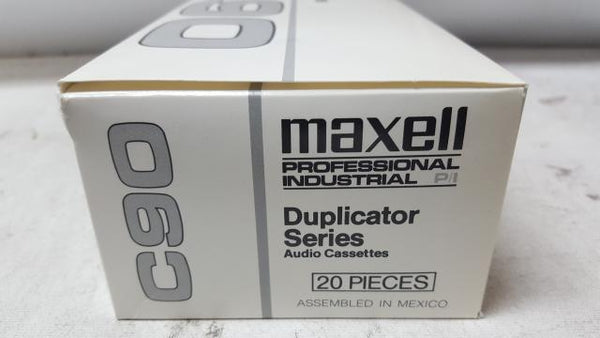 C90
maxell
PROFESSIONAL
INDUSTRIAL P/I
Duplicator
Series
Audio Cassettes
20 PIECES
ASSEMBLED IN MEXICO